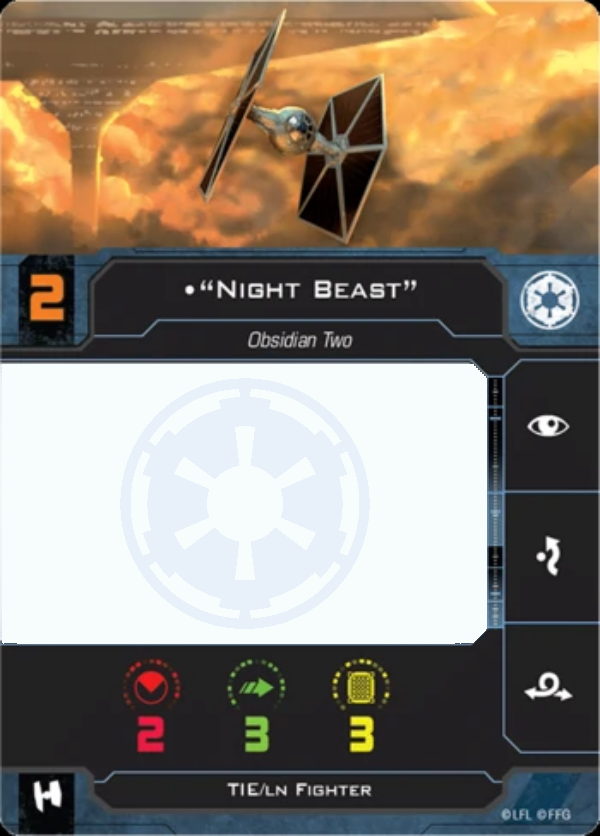 2
•“Night Beast”
Obsidian Two
2 3 3
TIE/ln Fighter
©LFL ©FFG